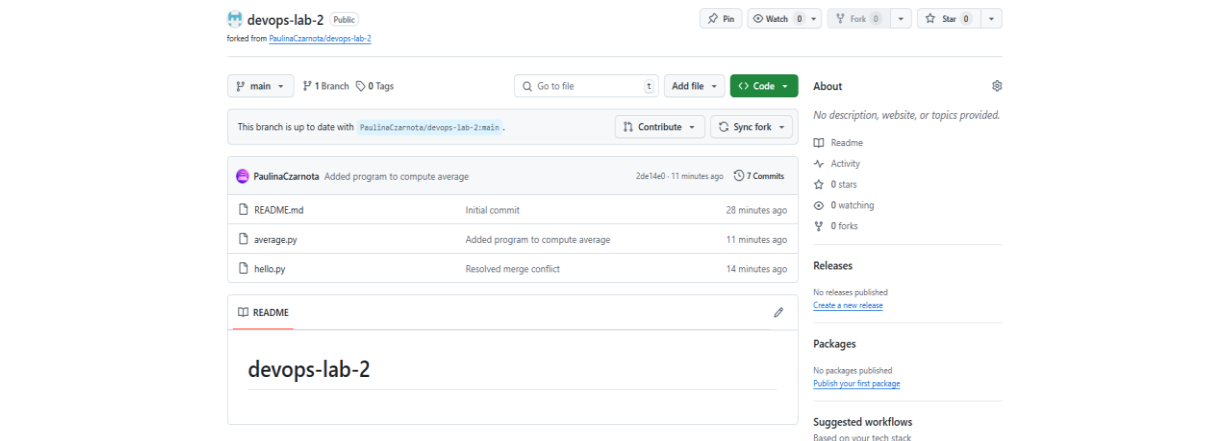 devops-lab-2 Public
Pin Watch 0 Fork 0 Star 0
forked from PaulinaCzarnota/devops-lab-2
main 1 Branch 0 Tags Go to file t Add file Code
This branch is up to date with PaulinaCzarnota/devops-lab-2:main . Contribute Sync fork
PaulinaCzarnota Added program to compute average 2de14e0 · 11 minutes ago 7 Commits
README.md Initial commit 28 minutes ago
average.py Added program to compute average 11 minutes ago
hello.py Resolved merge conflict 14 minutes ago
README
devops-lab-2
About
No description, website, or topics provided.
Readme
Activity
0 stars
0 watching
0 forks
Releases
No releases published
Create a new release
Packages
No packages published
Publish your first package
Suggested workflows
Based on your tech stack